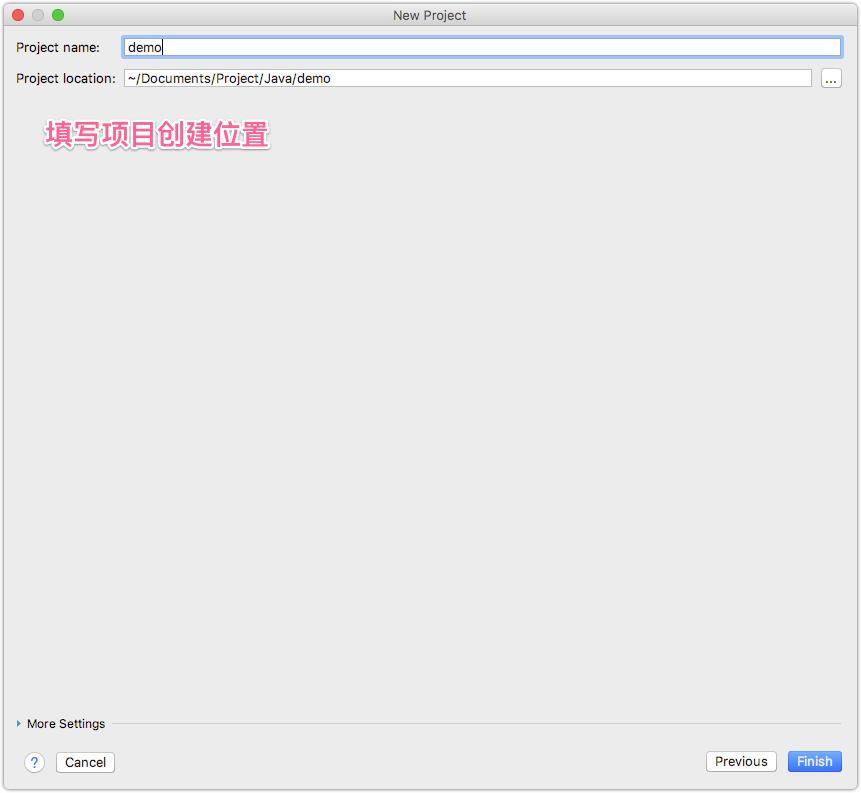 New Project
Project name: demo
Project location: ~/Documents/Project/Java/demo ...
填写项目创建位置
More Settings
? Cancel Previous Finish